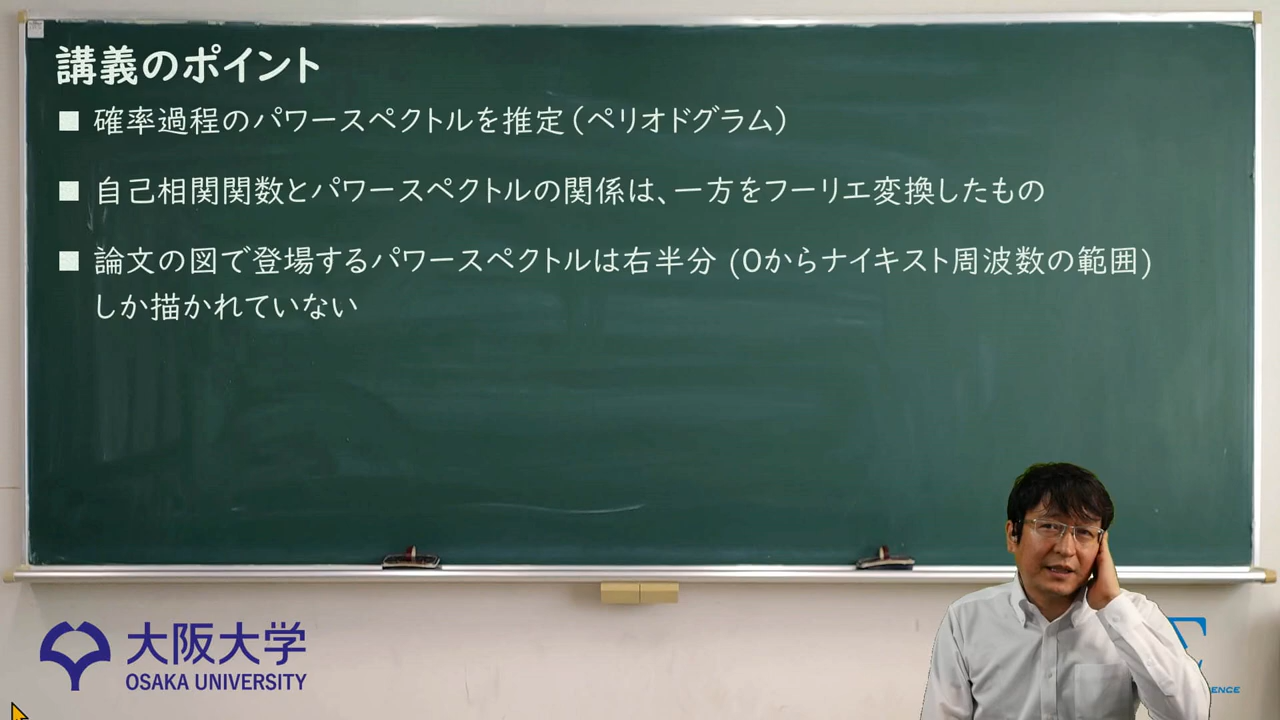 講義のポイント
■ 確率過程のパワースペクトルを推定（ペリオドグラム）
■ 自己相関関数とパワースペクトルの関係は、一方をフーリエ変換したもの
■ 論文の図で登場するパワースペクトルは右半分 (0からナイキスト周波数の範囲)
しか描かれていない
大阪大学
OSAKA UNIVERSITY